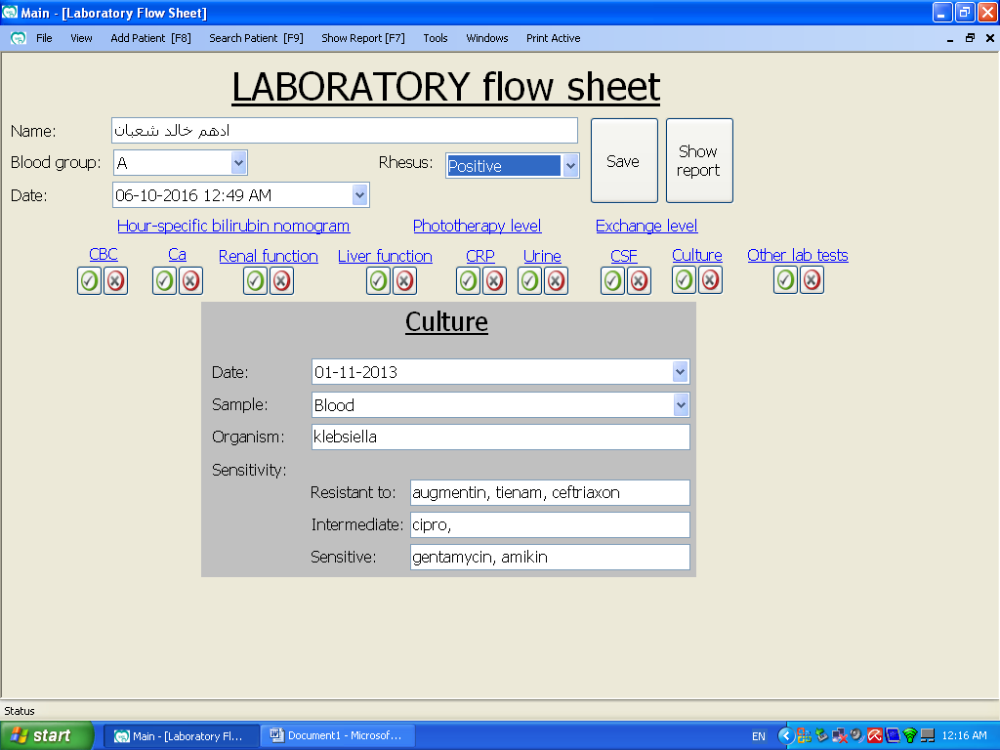 Main - [Laboratory Flow Sheet]
File View Add Patient [F8] Search Patient [F9] Show Report [F7] Tools Windows Print Active
LABORATORY flow sheet
Name: ادهم خالد شعبان
Save
Show report
Blood group: A Rhesus: Positive
Date: 06-10-2016 12:49 AM
Hour-specific bilirubin nomogram Phototherapy level Exchange level
CBC Ca Renal function Liver function CRP Urine CSF Culture Other lab tests
Culture
Date: 01-11-2013
Sample: Blood
Organism: klebsiella
Sensitivity:
Resistant to: augmentin, tienam, ceftriaxon
Intermediate: cipro,
Sensitive: gentamycin, amikin
Status
start Main - [Laboratory Fl... Document1 - Microsof... EN 12:16 AM